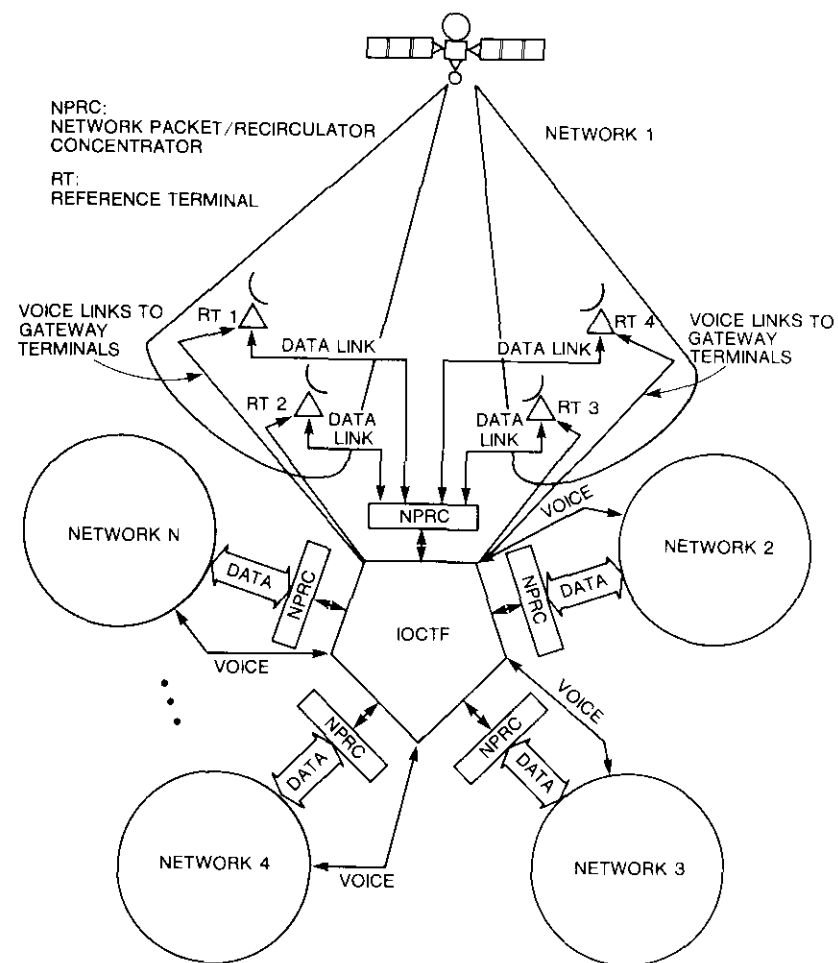 NPRC:
NETWORK PACKET/RECIRCULATOR
CONCENTRATOR
RT:
REFERENCE TERMINAL
NETWORK 1
VOICE LINKS TO
GATEWAY
TERMINALS
RT 1
DATA LINK
RT 2
DATA
LINK
DATA LINK
RT 4
VOICE LINKS TO
GATEWAY
TERMINALS
DATA
LINK
RT 3
NPRC
VOICE
NETWORK N
DATA
NPRC
VOICE
IOCTF
NPRC
DATA
NETWORK 2
VOICE
NPRC
DATA
NETWORK 4
VOICE
NPRC
DATA
NETWORK 3